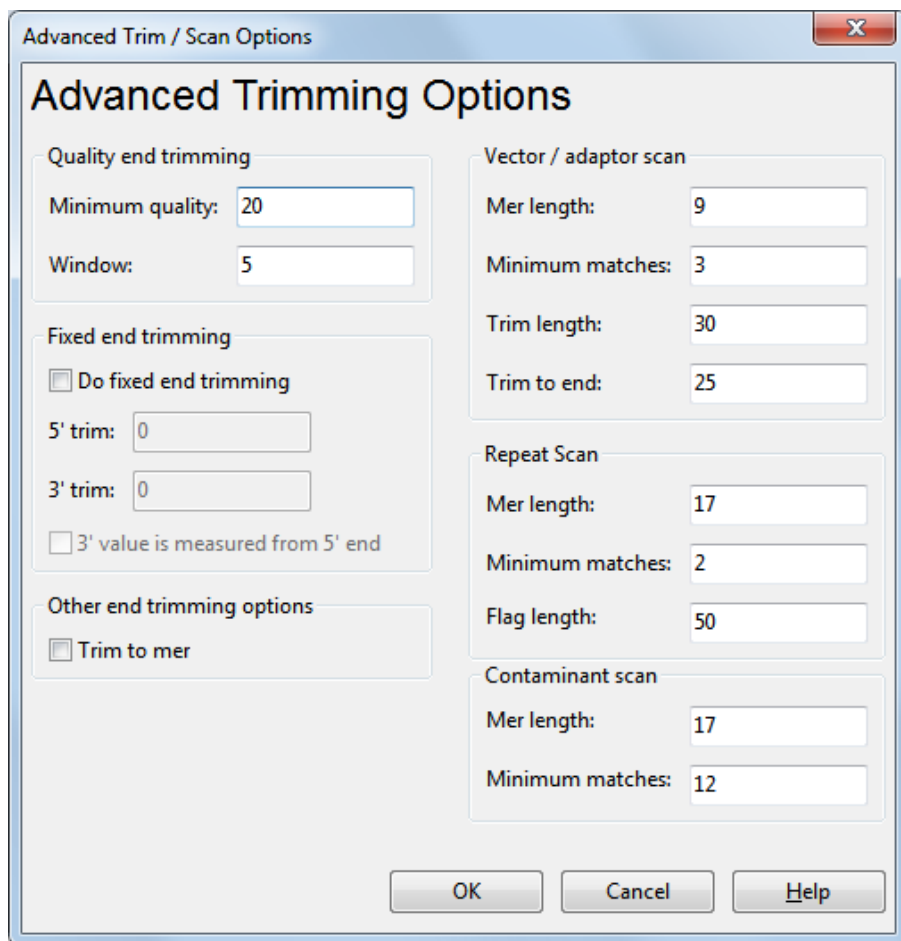 Advanced Trim / Scan Options
X
Advanced Trimming Options
Quality end trimming
Minimum quality: 20
Window: 5
Fixed end trimming
Do fixed end trimming
5' trim: 0
3' trim: 0
3' value is measured from 5' end
Other end trimming options
Trim to mer
Vector / adaptor scan
Mer length: 9
Minimum matches: 3
Trim length: 30
Trim to end: 25
Repeat Scan
Mer length: 17
Minimum matches: 2
Flag length: 50
Contaminant scan
Mer length: 17
Minimum matches: 12
OK Cancel Help